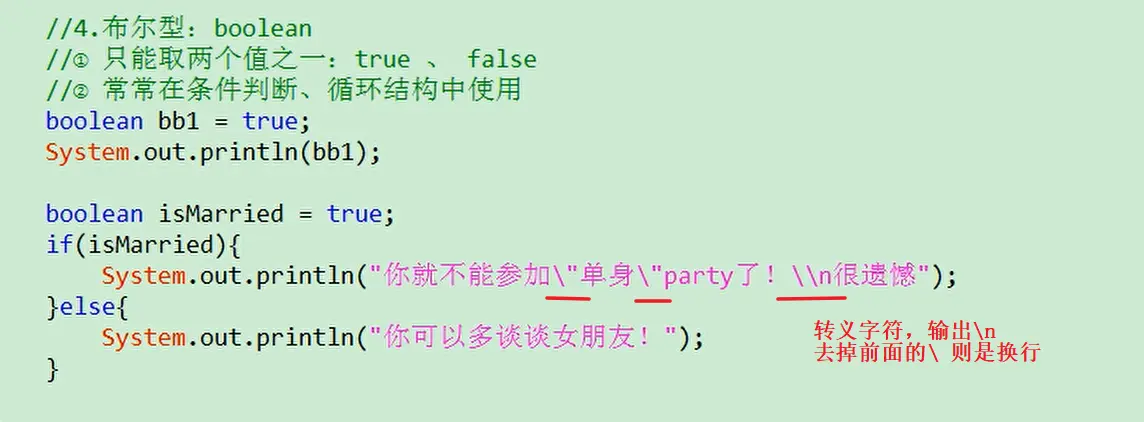 //4.布尔型：boolean
//① 只能取两个值之一：true 、 false
//② 常常在条件判断、循环结构中使用
boolean bb1 = true;
System.out.println(bb1);
boolean isMarried = true;
if(isMarried){
System.out.println("你就不能参加\"单身\"party了！\\n很遗憾");
}else{
System.out.println("你可以多谈谈女朋友！");
}
转义字符，输出\n
去掉前面的\ 则是换行